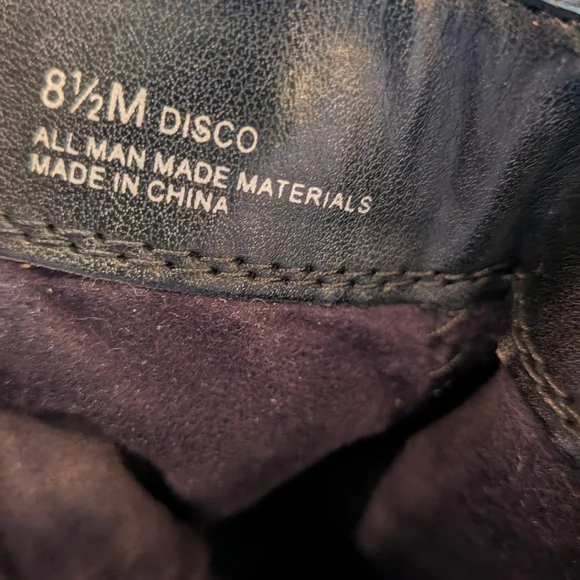 8½M DISCO
ALL MAN MADE MATERIALS
MADE IN CHINA